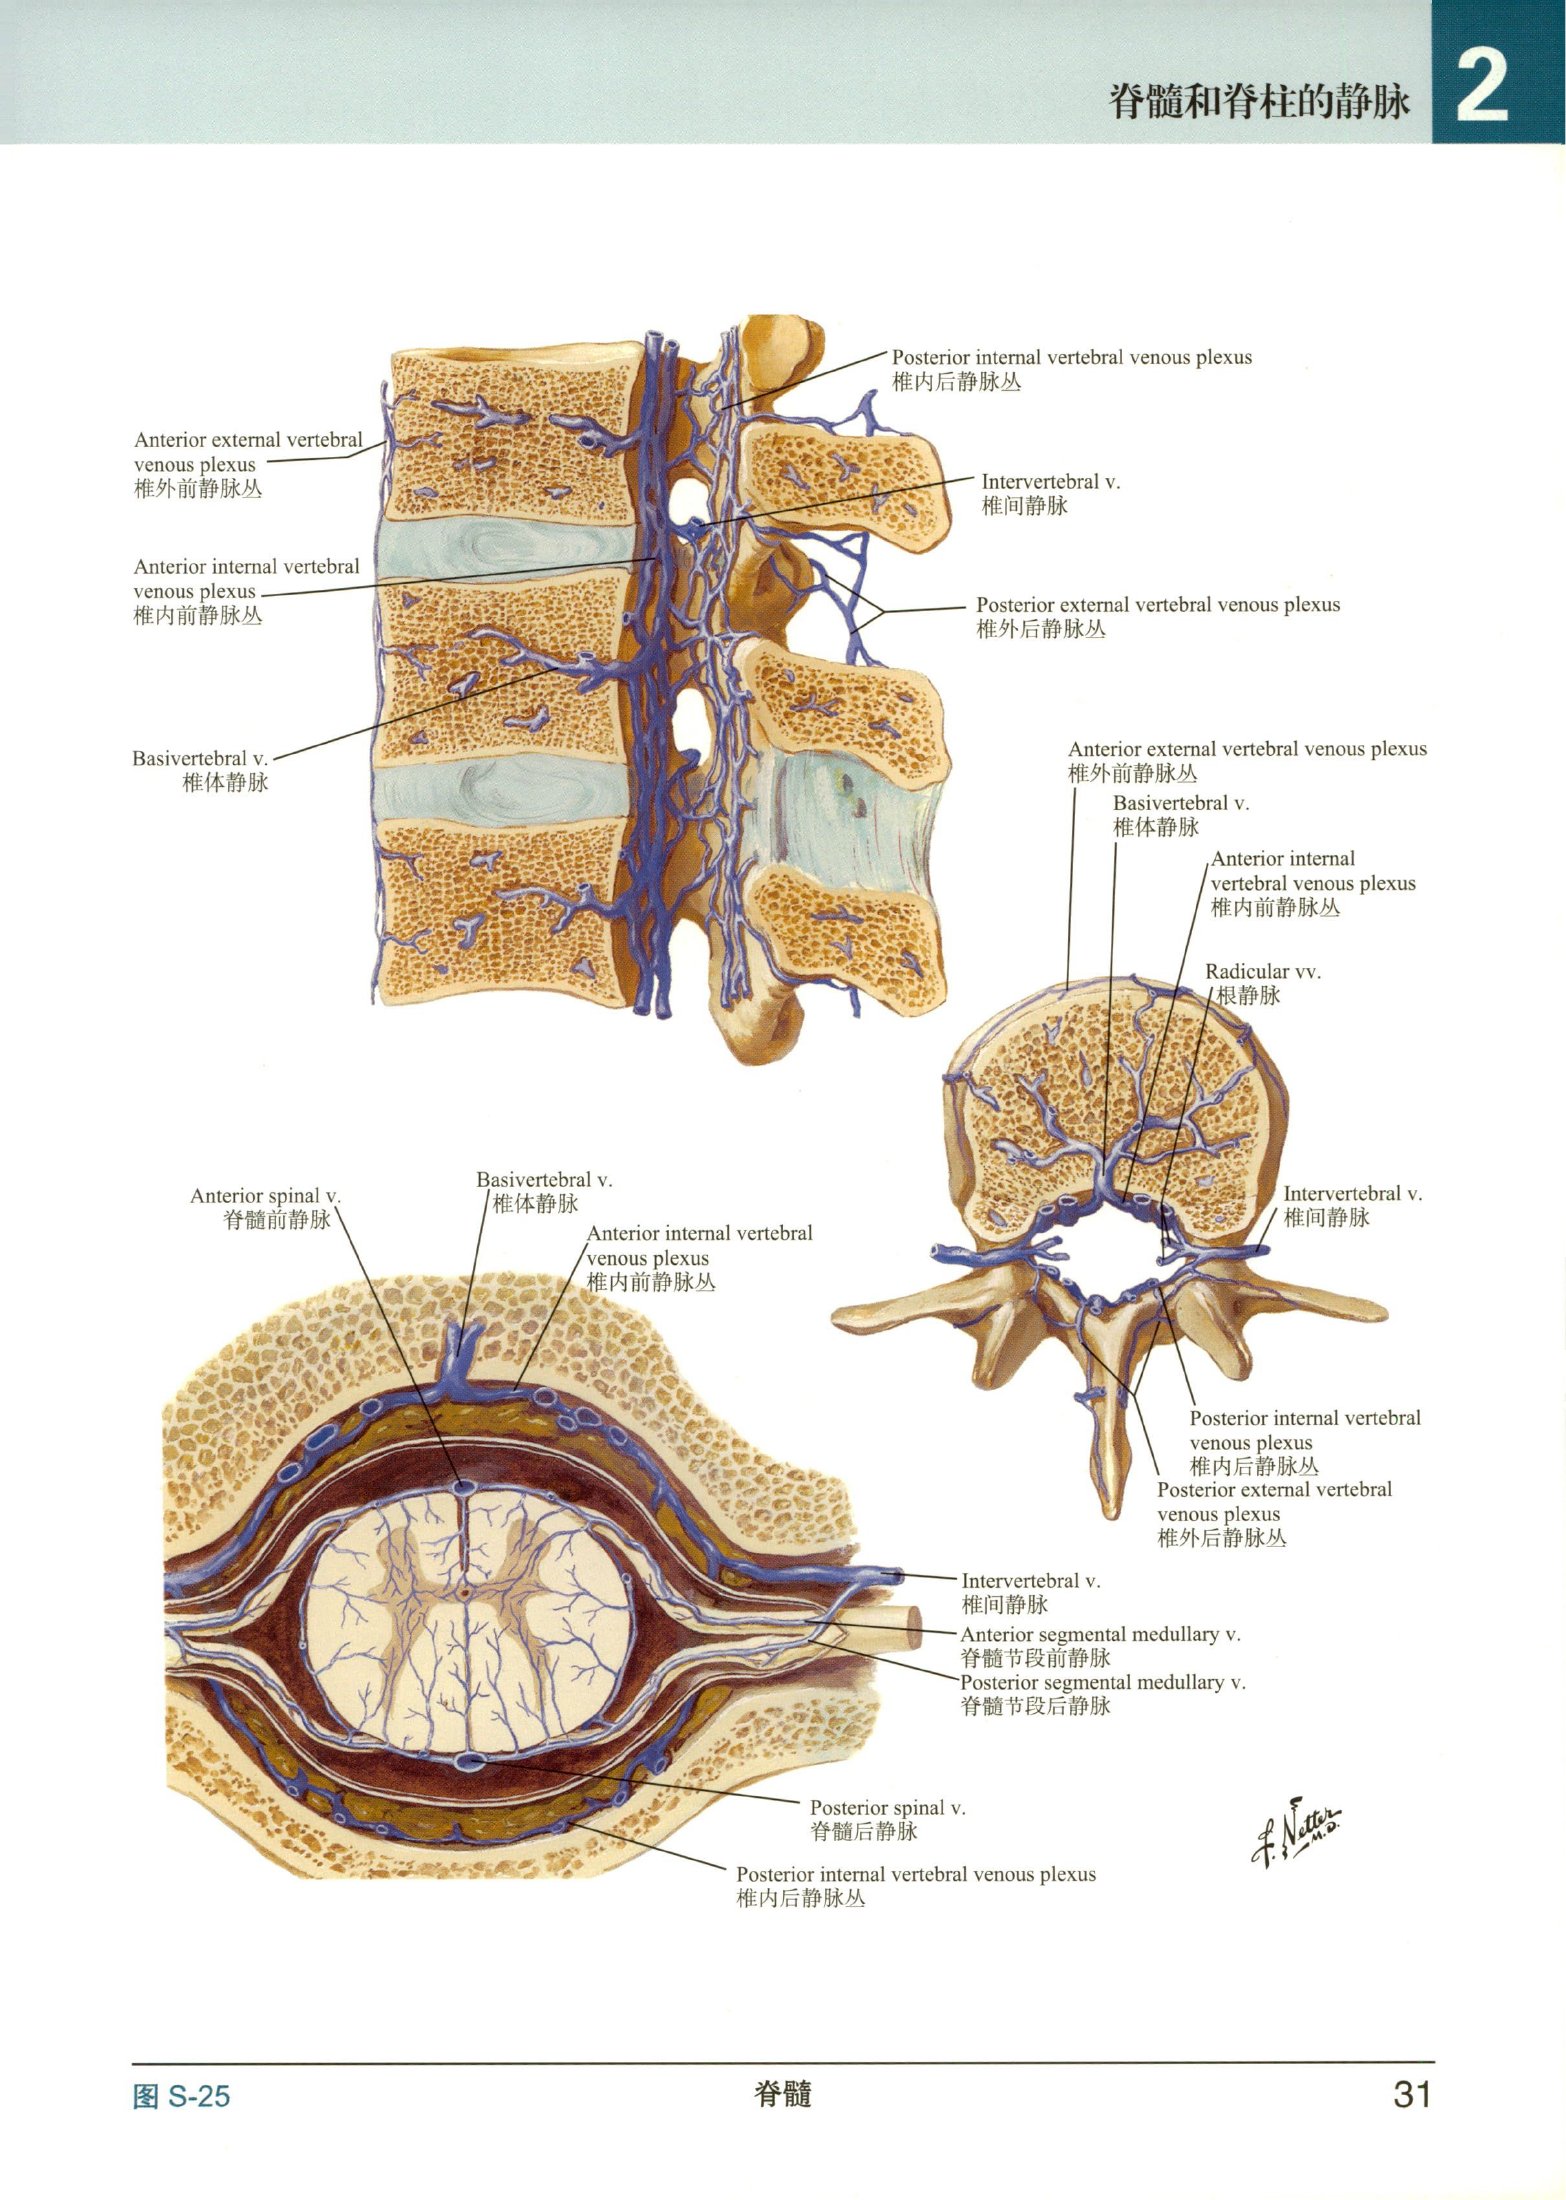 脊髓和脊柱的静脉
2
Posterior internal vertebral venous plexus
椎内后静脉丛
Anterior external vertebral
venous plexus
椎外前静脉丛
Intervertebral v.
椎间静脉
Anterior internal vertebral
venous plexus
椎内前静脉丛
Posterior external vertebral venous plexus
椎外后静脉丛
Basivertebral v.
椎体静脉
Anterior external vertebral venous plexus
椎外前静脉丛
Basivertebral v.
椎体静脉
Anterior internal
vertebral venous plexus
椎内前静脉丛
Radicular vv.
根静脉
Intervertebral v.
椎间静脉
Posterior internal vertebral
venous plexus
椎内后静脉丛
Posterior external vertebral
venous plexus
椎外后静脉丛
Anterior spinal v.
脊髓前静脉
Basivertebral v.
椎体静脉
Anterior internal vertebral
venous plexus
椎内前静脉丛
Intervertebral v.
椎间静脉
Anterior segmental medullary v.
脊髓节段前静脉
Posterior segmental medullary v.
脊髓节段后静脉
Posterior spinal v.
脊髓后静脉
Posterior internal vertebral venous plexus
椎内后静脉丛
F. Netter
M.D.
图 S-25
脊髓
31